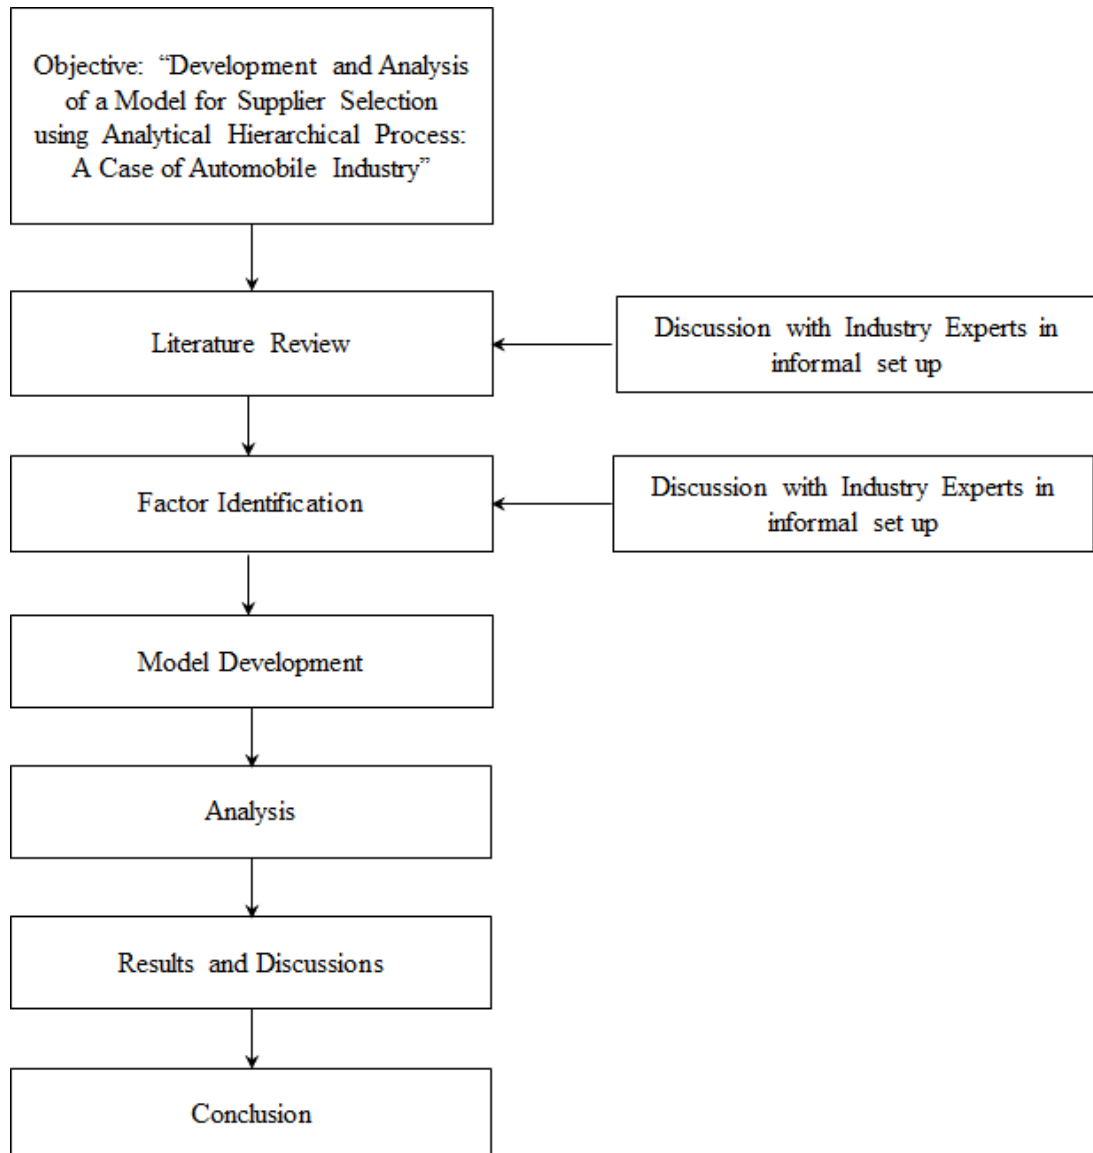 Objective: “Development and Analysis
of a Model for Supplier Selection
using Analytical Hierarchical Process:
A Case of Automobile Industry”
Literature Review
Discussion with Industry Experts in
informal set up
Factor Identification
Discussion with Industry Experts in
informal set up
Model Development
Analysis
Results and Discussions
Conclusion